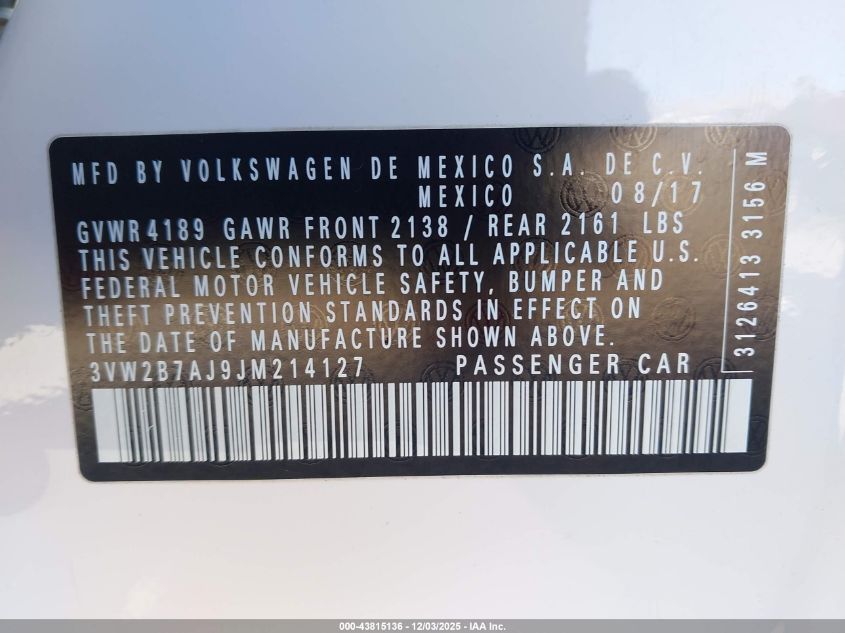 MFD BY VOLKSWAGEN DE MEXICO S.A. DE C.V.
MEXICO 08/17
GVWR 4189 GAWR FRONT 2138 / REAR 2161 LBS
THIS VEHICLE CONFORMS TO ALL APPLICABLE U.S.
FEDERAL MOTOR VEHICLE SAFETY, BUMPER AND
THEFT PREVENTION STANDARDS IN EFFECT ON
THE DATE OF MANUFACTURE SHOWN ABOVE.
3VW2B7AJ9JM214127 PASSENGER CAR
3126413 3156 M
000-43815136 - 12/03/2025 - IAA Inc.